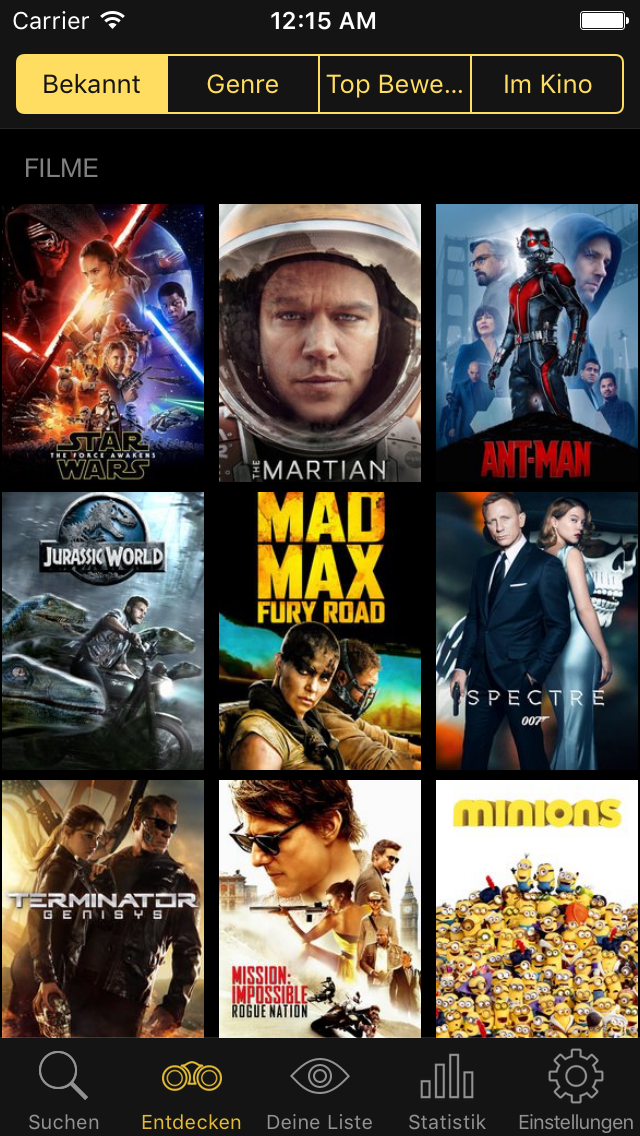 Carrier 12:15 AM
Bekannt Genre Top Bewe... Im Kino
FILME
STAR
THE FORCE AWAKENS
WARS
THE MARTIAN
ANT-MAN
JURASSIC WORLD
MAD
MAX
FURY ROAD
SPECTRE
007
TERMINATOR
GENISYS
MISSION:
IMPOSSIBLE
ROGUE NATION
MINIONS
Suchen Entdecken Deine Liste Statistik Einstellungen